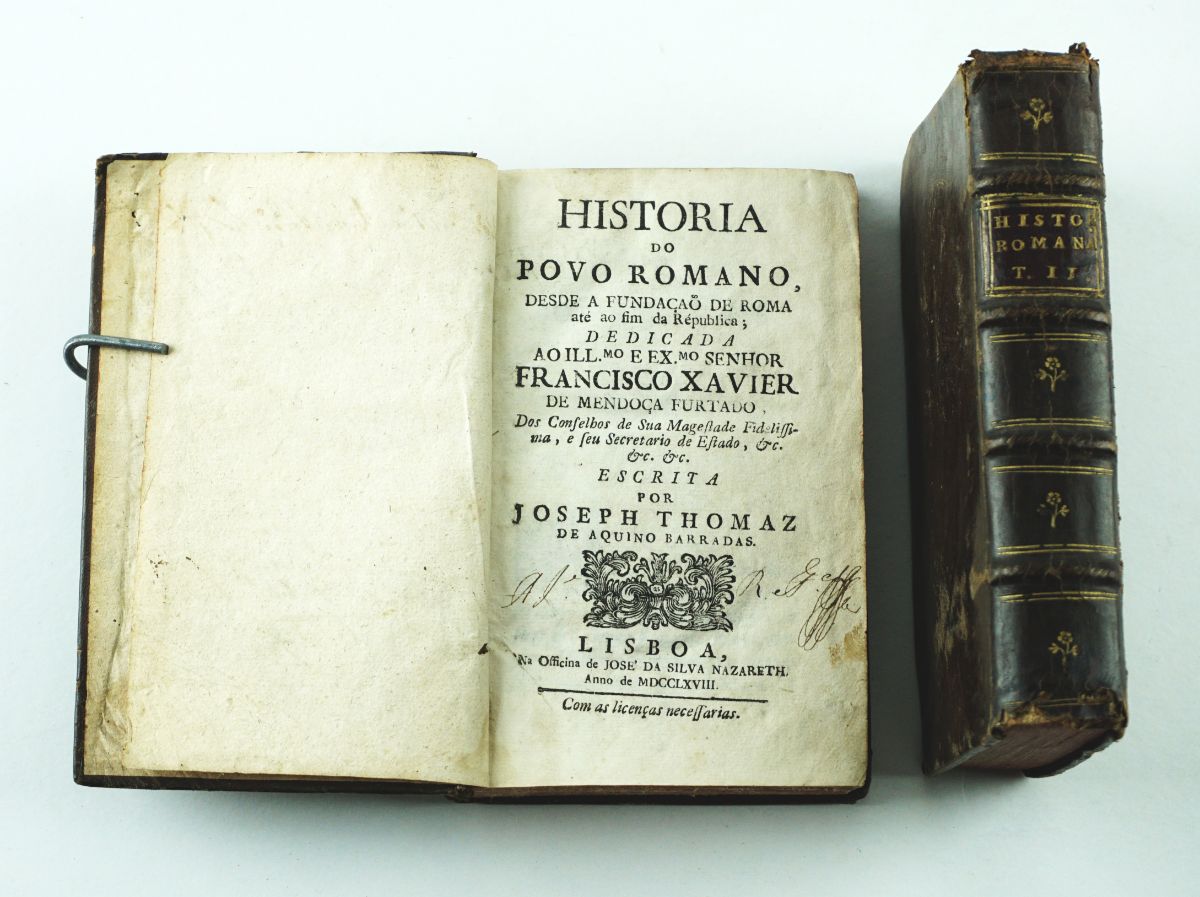 HISTORIA
DO
POVO ROMANO,
DESDE A FUNDAÇAÕ DE ROMA
até ao fim da Républica;
DEDICADA
AO ILL.MO E EX.MO SENHOR
FRANCISCO XAVIER
DE MENDOÇA FURTADO,
Dos Conſelhos de Sua Mageſtade Fideliſſi-
ma, e ſeu Secretario de Eſtado, &c.
&c. &c.
ESCRITA
POR
JOSEPH THOMAZ
DE AQUINO BARRADAS.
LISBOA,
Na Officina de JOSE' DA SILVA NAZARETH.
Anno de MDCCLXVIII.
Com as licenças neceſſarias.
HISTO.
ROMANA
T. II.